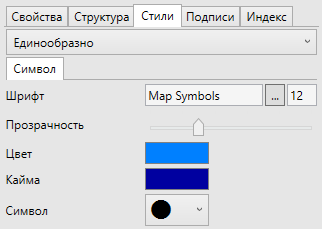 Свойства Структура Стили Подписи Индекс
Единообразно
Символ
Шрифт Map Symbols ... 12
Прозрачность
Цвет
Кайма
Символ